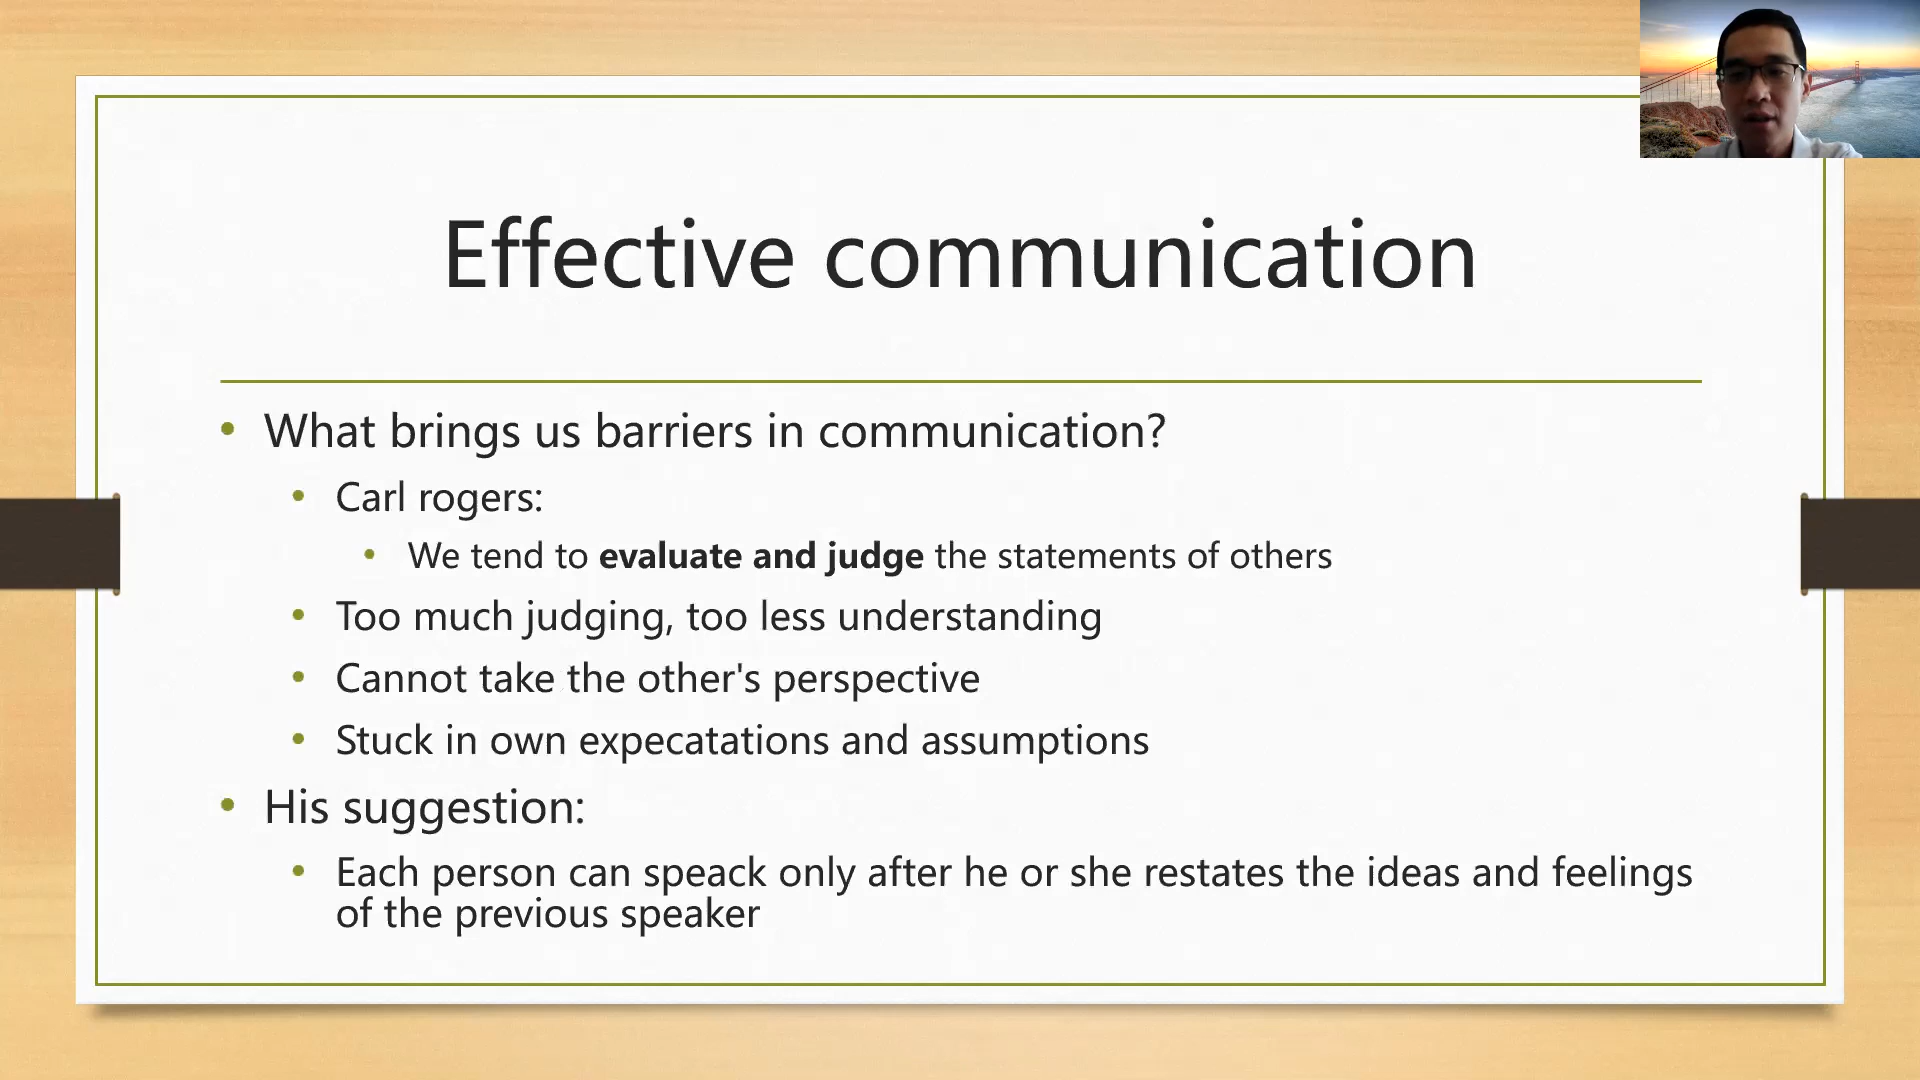 Effective communication
• What brings us barriers in communication?
• Carl rogers:
• We tend to evaluate and judge the statements of others
• Too much judging, too less understanding
• Cannot take the other's perspective
• Stuck in own expecatations and assumptions
• His suggestion:
• Each person can speack only after he or she restates the ideas and feelings
of the previous speaker